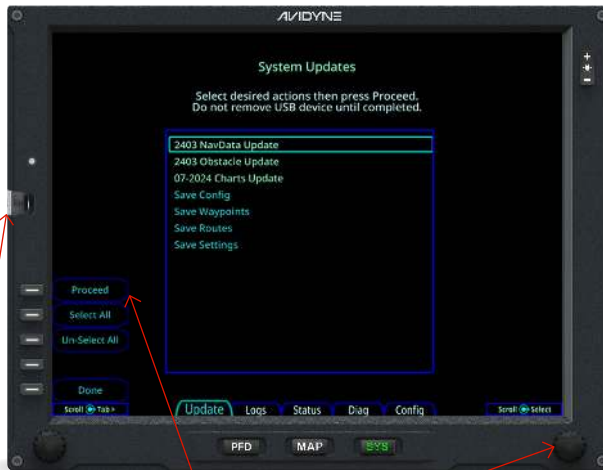 AVIDYNE
System Updates
Select desired actions then press Proceed.
Do not remove USB device until completed.
2403 NavData Update
2403 Obstacle Update
07-2024 Charts Update
Save Config
Save Waypoints
Save Routes
Save Settings
Proceed
Select All
Un-Select All
Done
Scroll Tab >
Update Logs Status Diag Config
Scroll Select
PFD MAP SYS